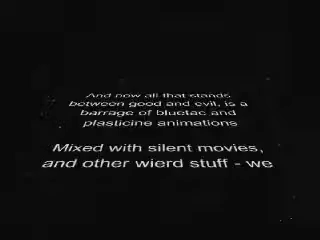 And now all that stands
between good and evil, is a
barrage of bluetac and
plasticine animations
Mixed with silent movies,
and other wierd stuff - we